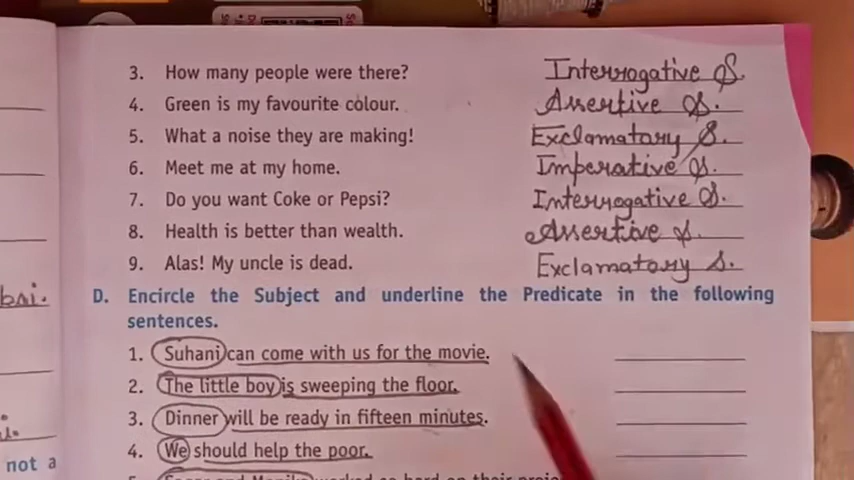 3. How many people were there? Interrogative S.
4. Green is my favourite colour. Assertive S.
5. What a noise they are making! Exclamatory S.
6. Meet me at my home. Imperative S.
7. Do you want Coke or Pepsi? Interrogative S.
8. Health is better than wealth. Assertive S.
9. Alas! My uncle is dead. Exclamatory S.
D. Encircle the Subject and underline the Predicate in the following
sentences.
1. Suhani can come with us for the movie.
2. The little boy is sweeping the floor.
3. Dinner will be ready in fifteen minutes.
4. We should help the poor.
not a